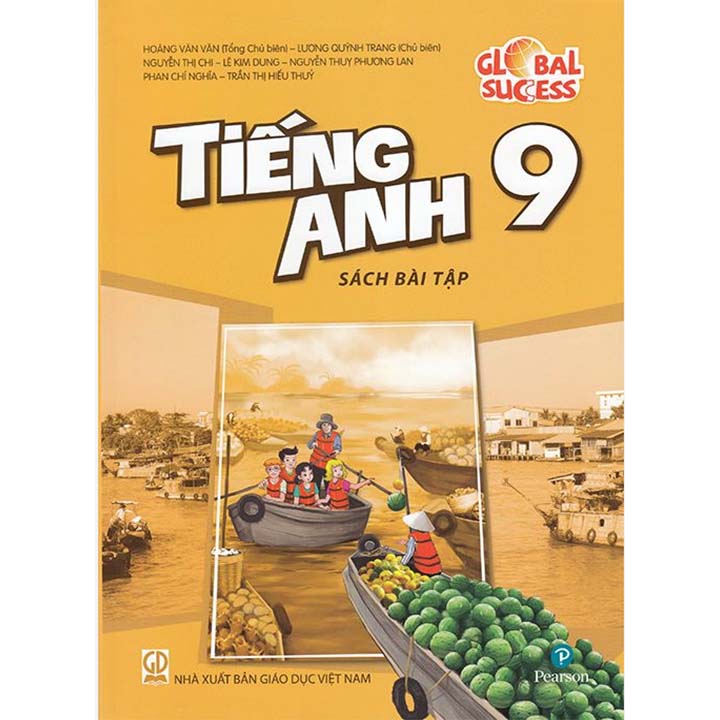 HOÀNG VĂN VÂN (Tổng Chủ biên) – LƯƠNG QUỲNH TRANG (Chủ biên)
NGUYỄN THỊ CHI – LÊ KIM DUNG – NGUYỄN THUỴ PHƯƠNG LAN
PHAN CHÍ NGHĨA – TRẦN THỊ HIẾU THUỶ
GLOBAL
SUCCESS
TIẾNG
ANH 9
SÁCH BÀI TẬP
GD
NHÀ XUẤT BẢN GIÁO DỤC VIỆT NAM
Pearson